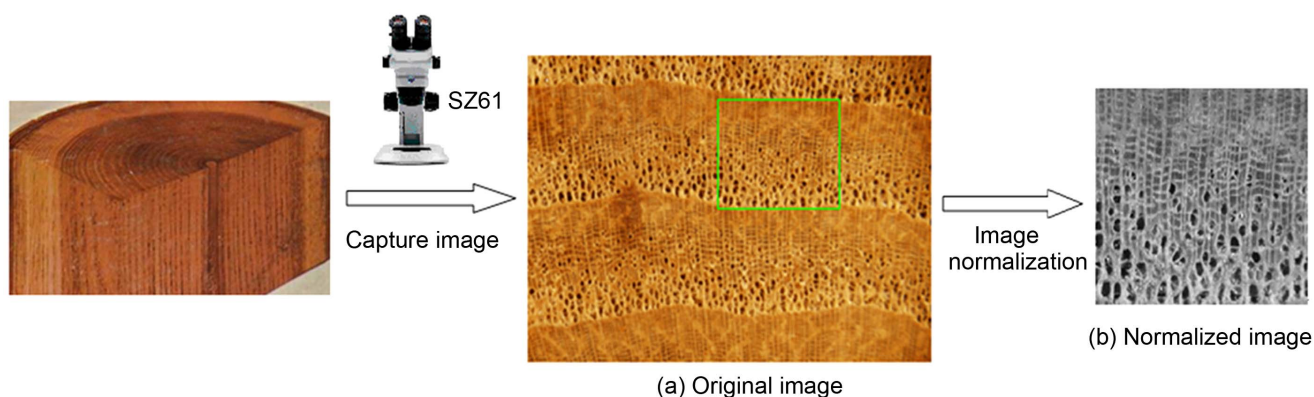 SZ61
Capture image
(a) Original image
Image
normalization
(b) Normalized image